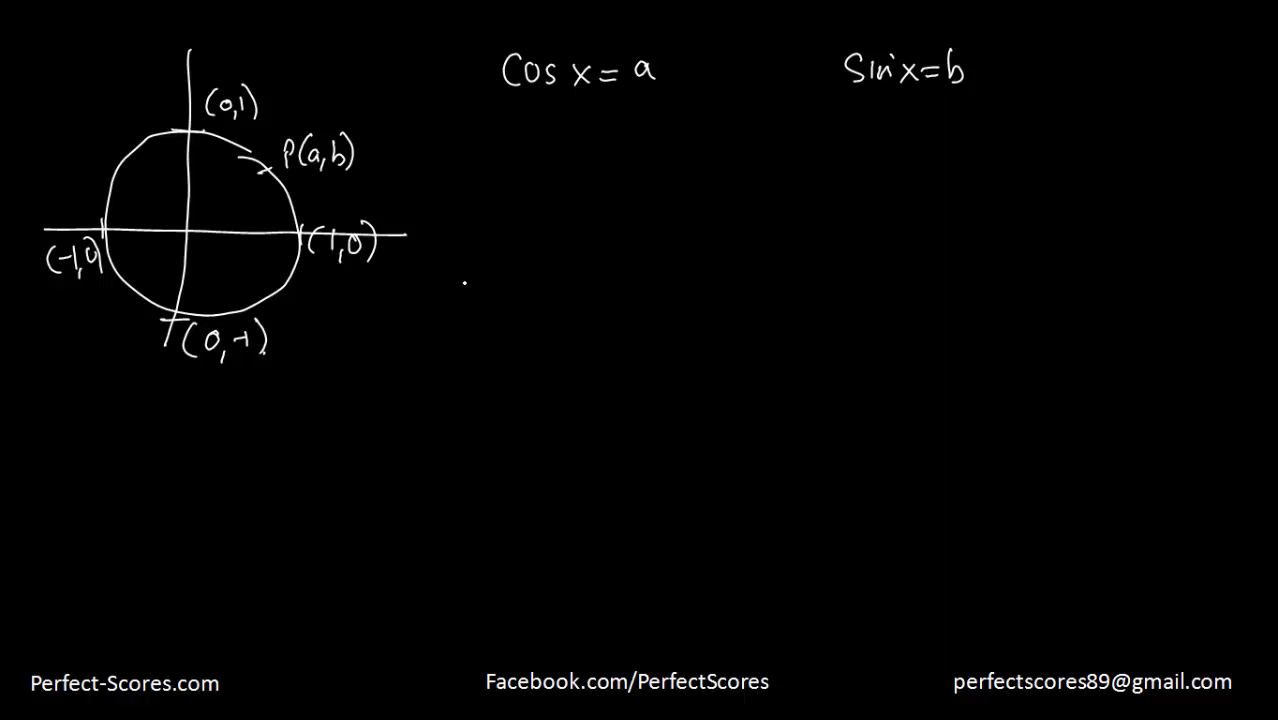 Cos x = a
Sin x = b
(0,1)
P(a,b)
(-1,0)
(1,0)
(0,-1)
Perfect-Scores.com
Facebook.com/PerfectScores
perfectscores89@gmail.com